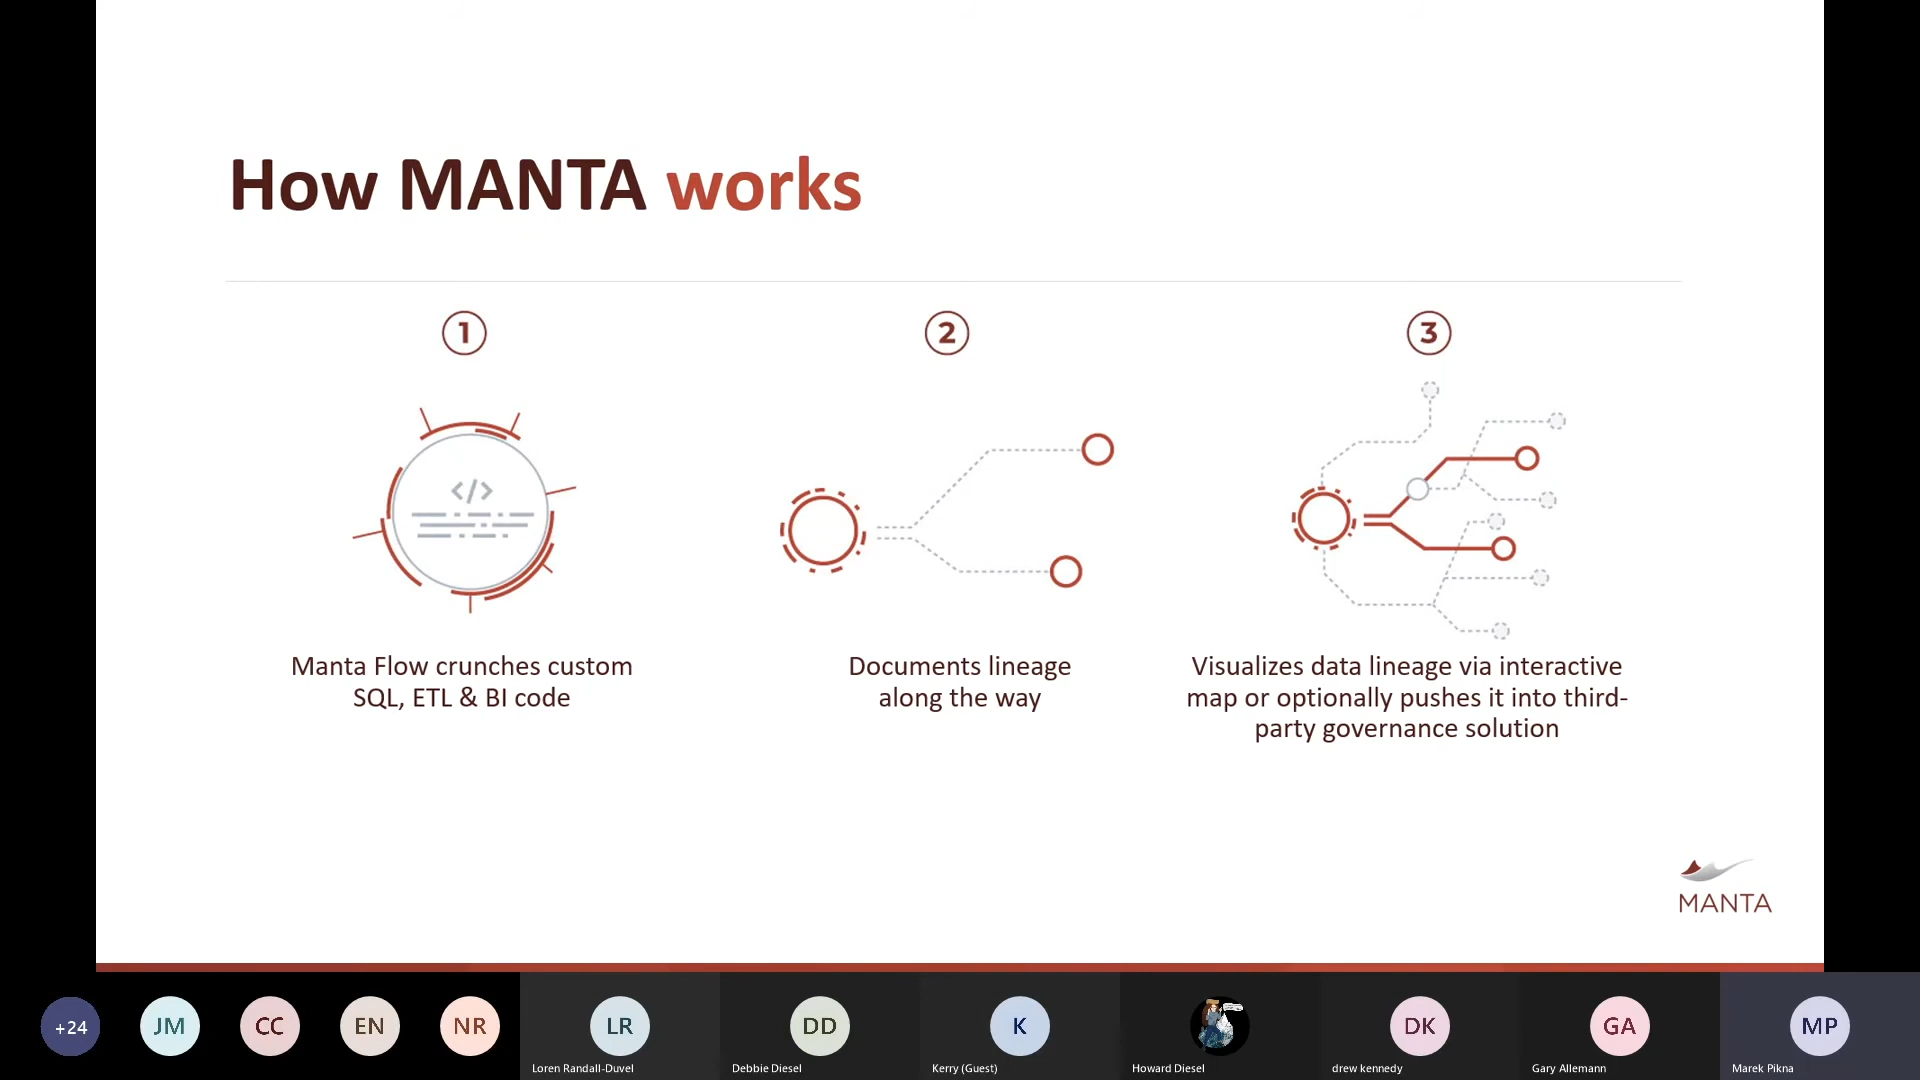 How MANTA works
1
2
3
</>
Manta Flow crunches custom
SQL, ETL & BI code
Documents lineage
along the way
Visualizes data lineage via interactive
map or optionally pushes it into third-
party governance solution
MANTA
+24
JM
CC
EN
NR
LR
DD
K
DK
GA
MP
Loren Randall-Duvel
Debbie Diesel
Kerry (Guest)
Howard Diesel
drew kennedy
Gary Allemann
Marek Pikna